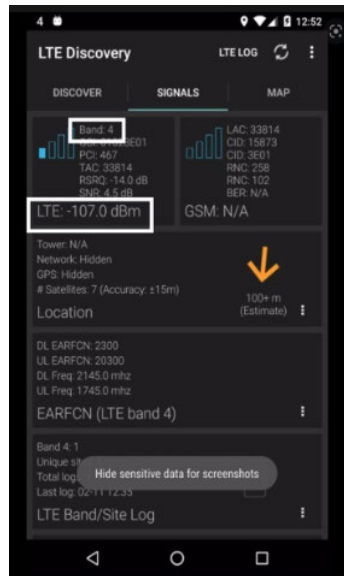 4 12:52
LTE Discovery LTE LOG
DISCOVER SIGNALS MAP
Band: 4
PCI: 467
TAC: 33814
RSRQ: -14.0 dB
SNR: 4.5 dB
LTE: -107.0 dBm
LAC: 33814
CID: 15873
CID: 3E01
RNC: 258
RNC: 102
BER: N/A
GSM: N/A
Tower: N/A
Network: Hidden
GPS: Hidden
# Satellites: 7 (Accuracy: ±15m)
Location
100+ m
(Estimate)
DL EARFCN: 2300
UL EARFCN: 20300
DL Freq: 2145.0 mhz
UL Freq: 1745.0 mhz
EARFCN (LTE band 4)
Band 4: 1
Unique
Total
Hide sensitive data for screenshots
Last log: 02-11 12:35
LTE Band/Site Log